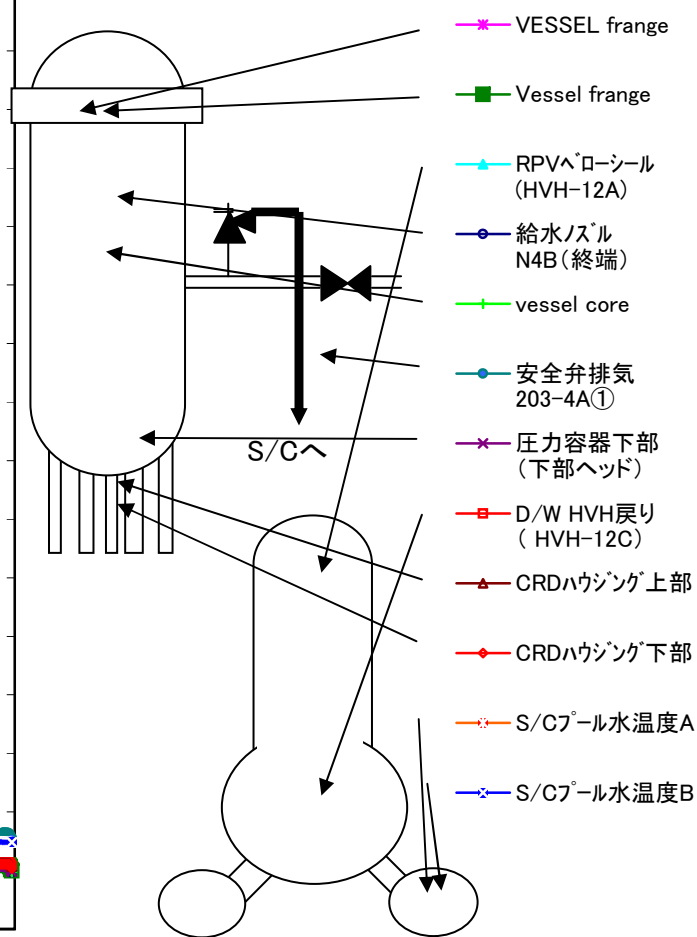 VESSEL frange
Vessel frange
RPVベローシール
(HVH-12A)
給水ノズル
N4B(終端)
vessel core
安全弁排気
203-4A①
圧力容器下部
(下部ヘッド)
D/W HVH戻り
( HVH-12C)
CRDハウジング上部
CRDハウジング下部
S/Cプール水温度A
S/Cプール水温度B
S/Cへ